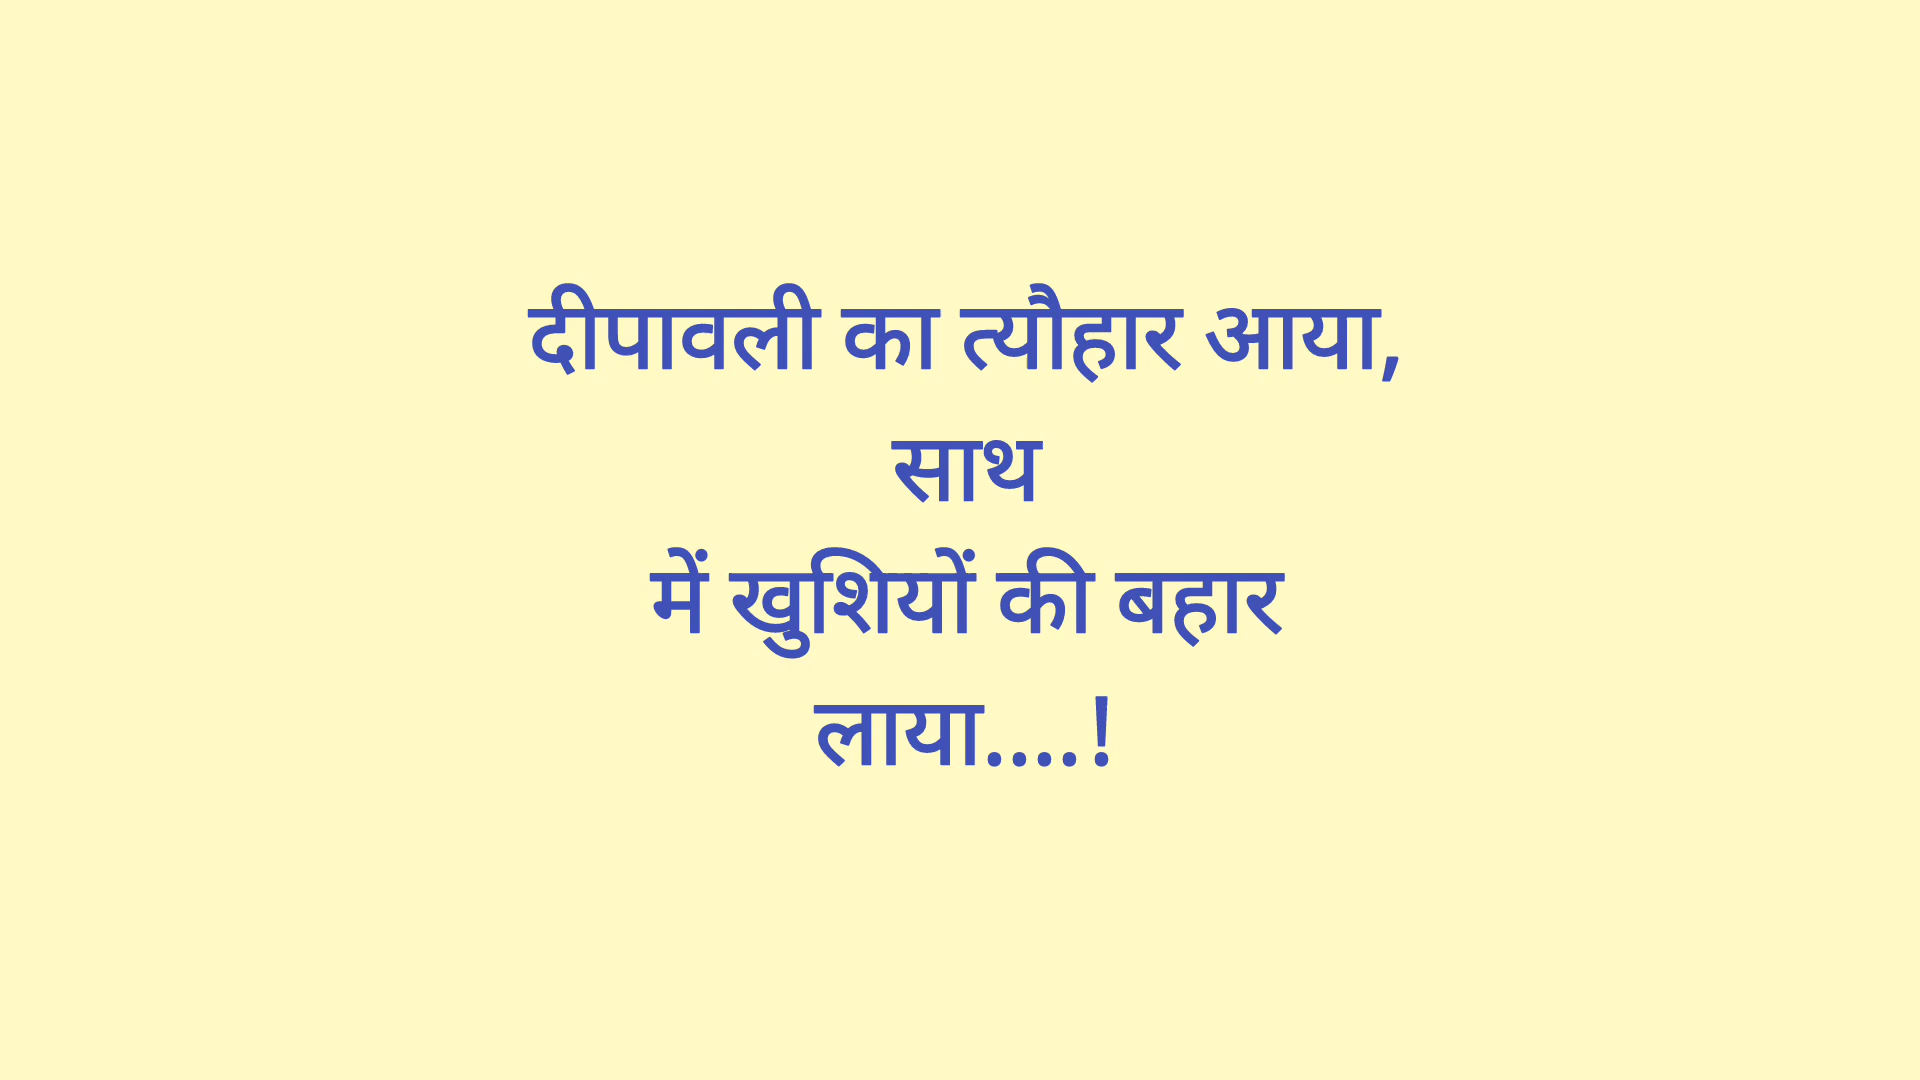 दीपावली का त्यौहार आया,
साथ
में खुशियों की बहार
लाया....!